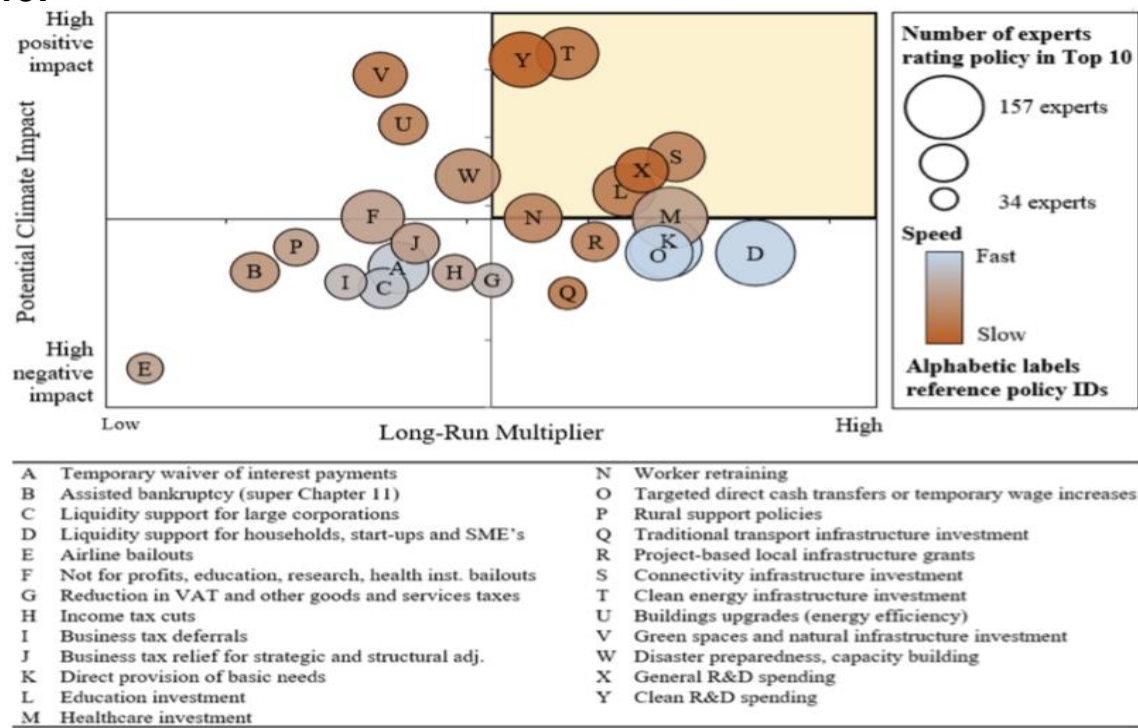 High
positive
impact
Potential Climate Impact
High
negative
impact
V
U
Y
T
W
S
X
L
F
N
M
J
P
R
K
O
D
B
A
H
I
C
G
Q
E
Low
Long-Run Multiplier
High
Number of experts
rating policy in Top 10
157 experts
34 experts
Speed
Fast
Slow
Alphabetic labels
reference policy IDs
A Temporary waiver of interest payments
B Assisted bankruptcy (super Chapter 11)
C Liquidity support for large corporations
D Liquidity support for households, start-ups and SME's
E Airline bailouts
F Not for profits, education, research, health inst. bailouts
G Reduction in VAT and other goods and services taxes
H Income tax cuts
I Business tax deferrals
J Business tax relief for strategic and structural adj.
K Direct provision of basic needs
L Education investment
M Healthcare investment
N Worker retraining
O Targeted direct cash transfers or temporary wage increases
P Rural support policies
Q Traditional transport infrastructure investment
R Project-based local infrastructure grants
S Connectivity infrastructure investment
T Clean energy infrastructure investment
U Buildings upgrades (energy efficiency)
V Green spaces and natural infrastructure investment
W Disaster preparedness, capacity building
X General R&D spending
Y Clean R&D spending